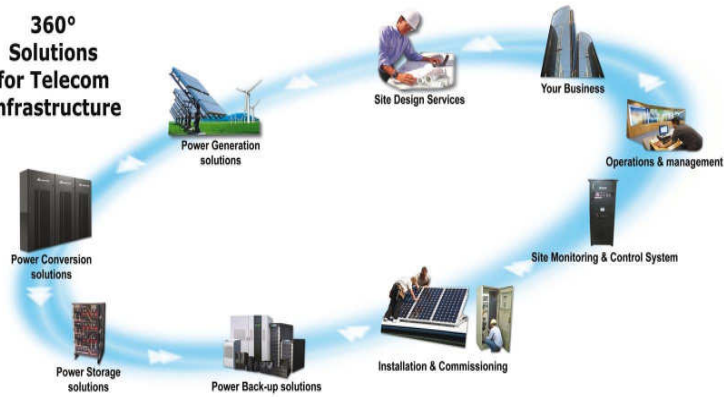 360°
Solutions
for Telecom
nfrastructure
Site Design Services
Your Business
Operations & management
Site Monitoring & Control System
Installation & Commissioning
Power Back-up solutions
Power Storage
solutions
Power Conversion
solutions
Power Generation
solutions